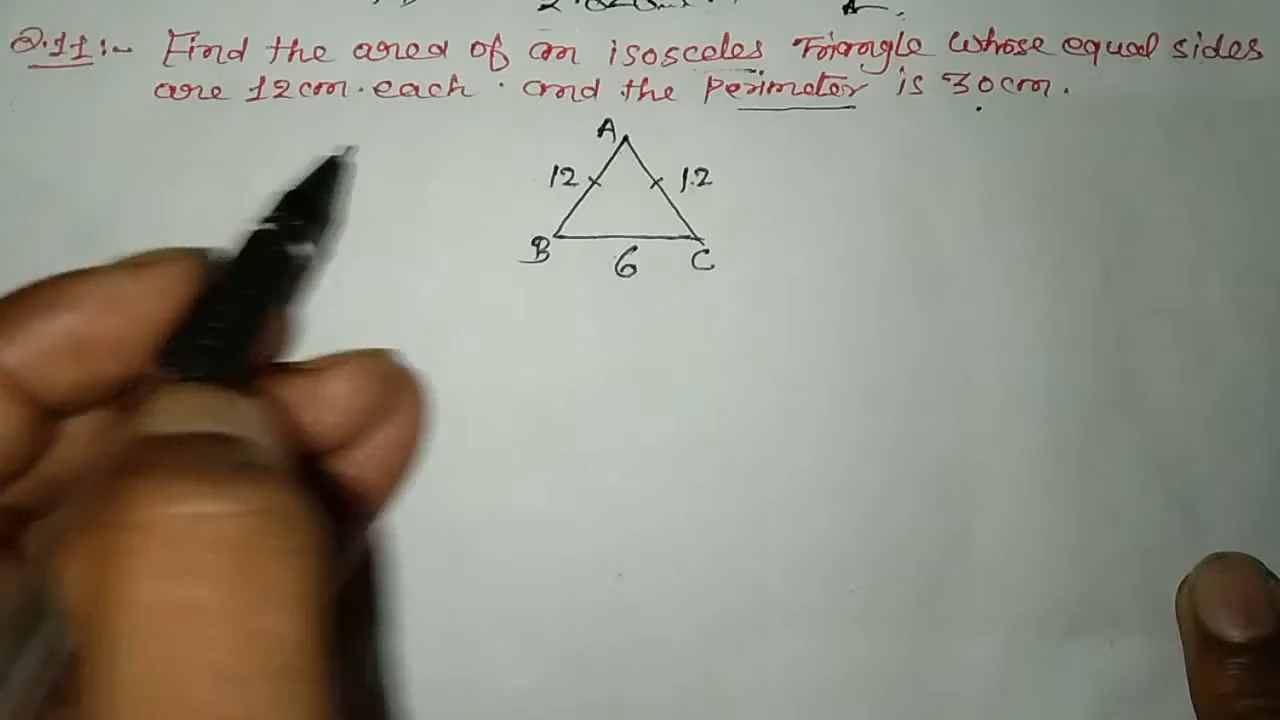 Q.11:- Find the area of an isosceles Triangle whose equal sides
are 12cm. each . and the perimeter is 30cm.
A
12 12
B 6 C